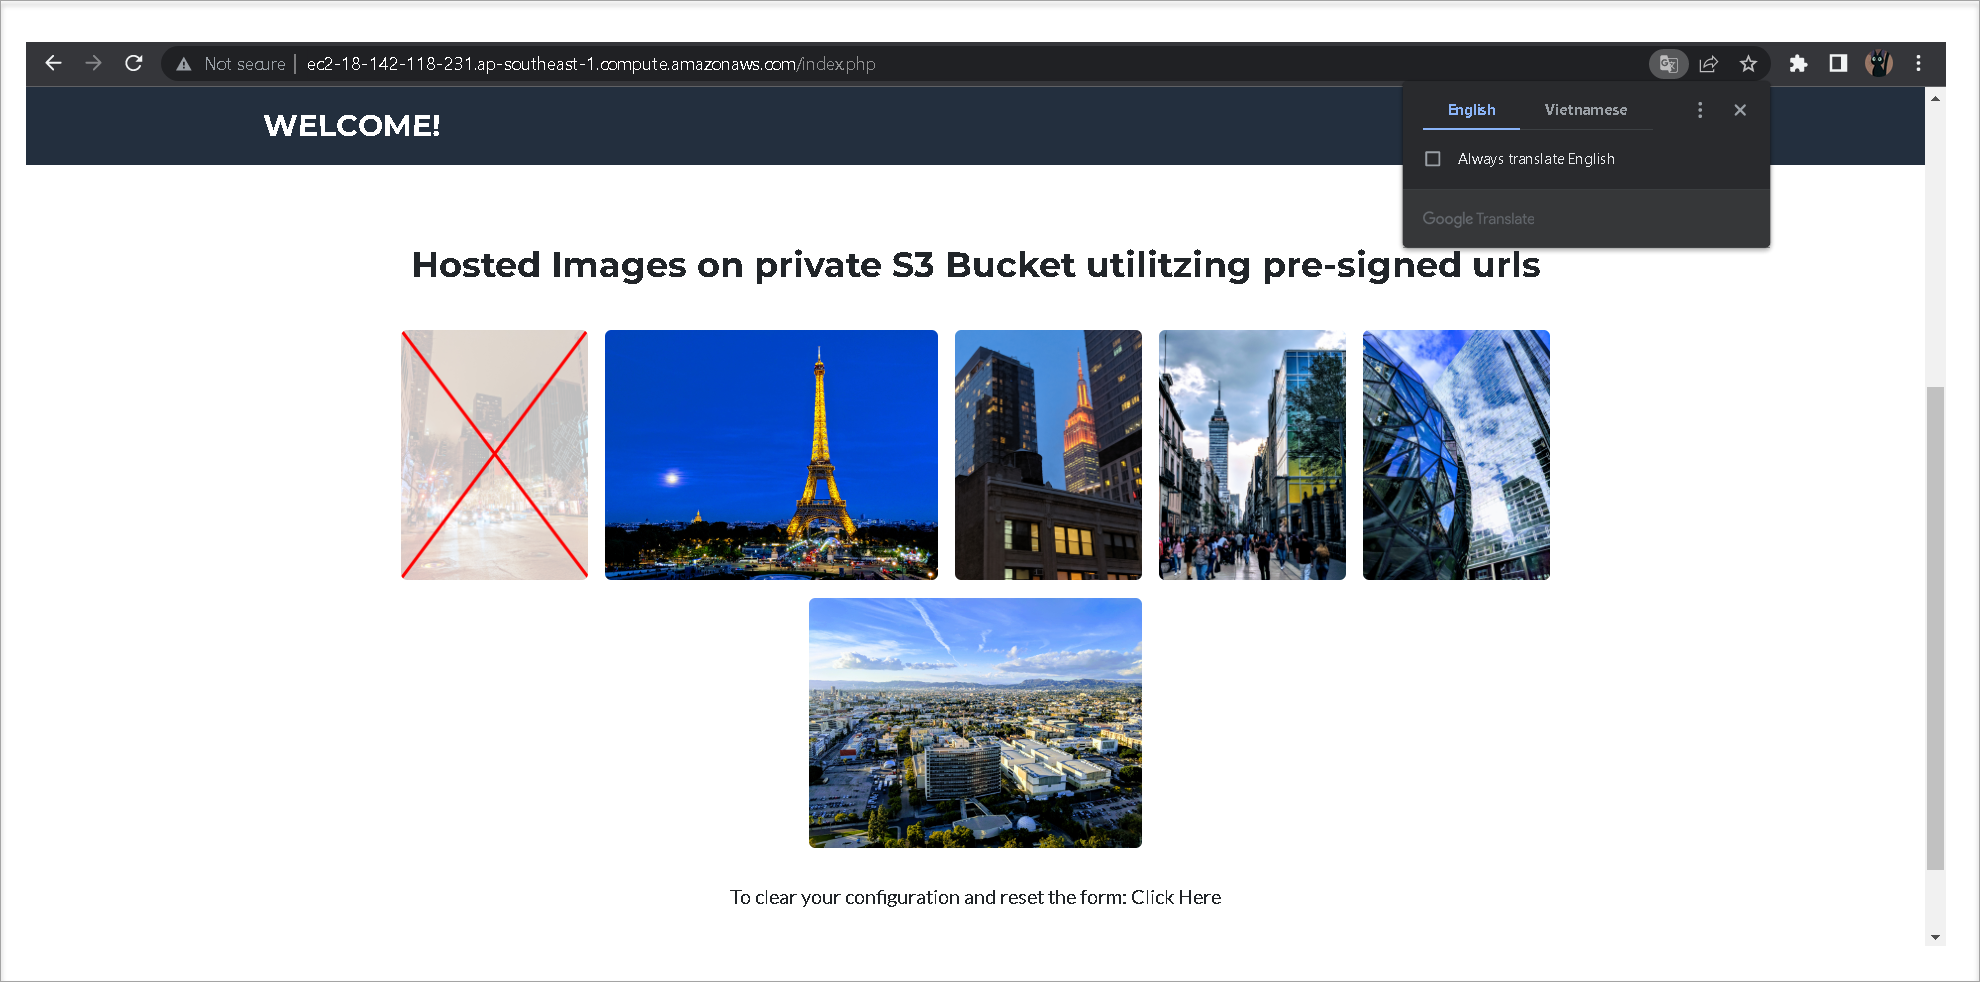 Not secure | ec2-18-142-118-231.ap-southeast-1.compute.amazonaws.com/index.php
English Vietnamese
Always translate English
Google Translate
WELCOME!
Hosted Images on private S3 Bucket utilitzing pre-signed urls
To clear your configuration and reset the form: Click Here